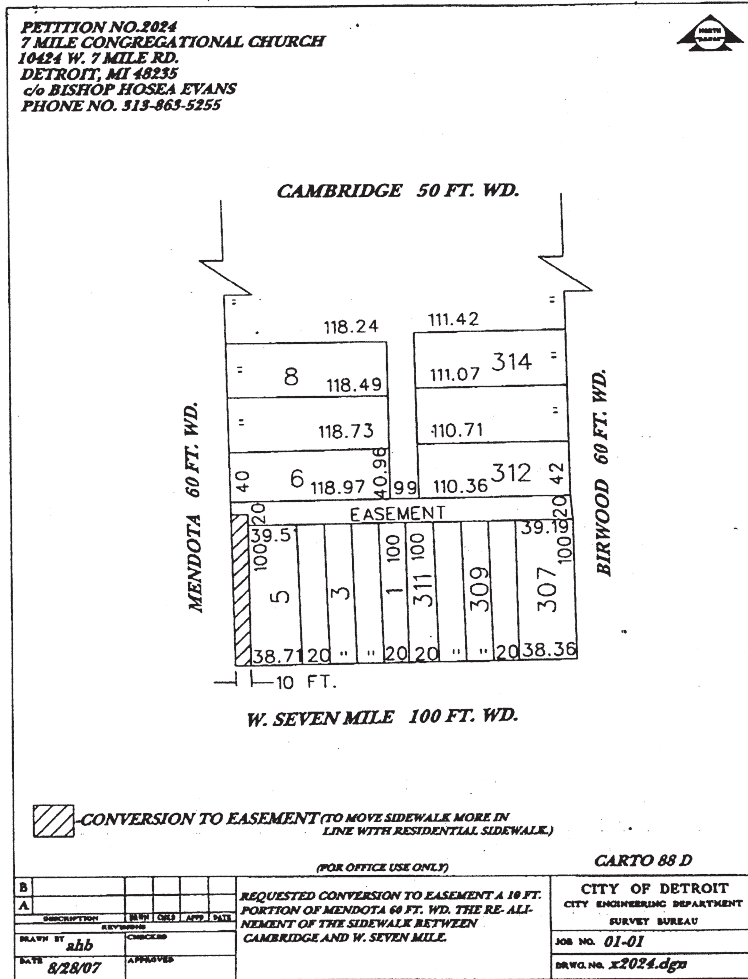 PETITION NO.2024
7 MILE CONGREGATIONAL CHURCH
10424 W. 7 MILE RD.
DETROIT, MI 48235
c/o BISHOP HOSEA EVANS
PHONE NO. 313-863-5255
NORTH
CAMBRIDGE 50 FT. WD.
118.24 111.42
8 118.49 111.07 314
118.73 110.71
40 6 118.97 40.96 99 110.36 312 42
MENDOTA 60 FT. WD.
BIRWOOD 60 FT. WD.
20 EASEMENT 20
39.51 39.19
100 5 3 1 100 100 311 309 307 100
38.71 20 " " 20 20 " " 20 38.36
10 FT.
W. SEVEN MILE 100 FT. WD.
-CONVERSION TO EASEMENT (TO MOVE SIDEWALK MORE IN
LINE WITH RESIDENTIAL SIDEWALK.)
(FOR OFFICE USE ONLY)
CARTO 88 D
B
A
DESCRIPTION DRWN CHKD APPR DATE
REVISIONS
DRAWN BY ahb CHECKED
DATE 8/28/07 APPROVED
REQUESTED CONVERSION TO EASEMENT A 10 FT.
PORTION OF MENDOTA 60 FT. WD. THE RE- ALI-
NEMENT OF THE SIDEWALK BETWEEN
CAMBRIDGE AND W. SEVEN MILE.
CITY OF DETROIT
CITY ENGINEERING DEPARTMENT
SURVEY BUREAU
JOB NO. 01-01
DRWG. NO. x2024.dgn